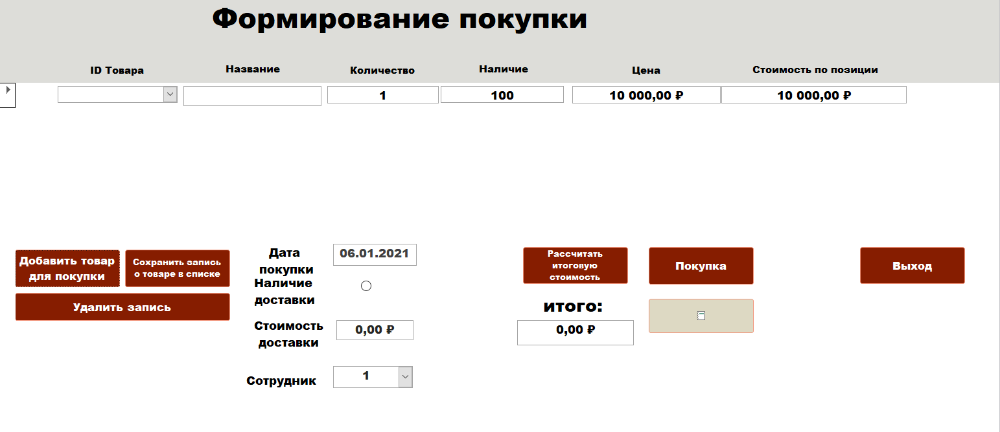 Формирование покупки
ID Товара
Название
Количество
Наличие
Цена
Стоимость по позиции
1
100
10 000,00 ₽
10 000,00 ₽
Добавить товар
для покупки
Сохранить запись
о товаре в списке
Удалить запись
Дата
покупки
06.01.2021
Наличие
доставки
Стоимость
доставки
0,00 ₽
Сотрудник
1
Рассчитать
итоговую
стоимость
Покупка
Выход
итого:
0,00 ₽